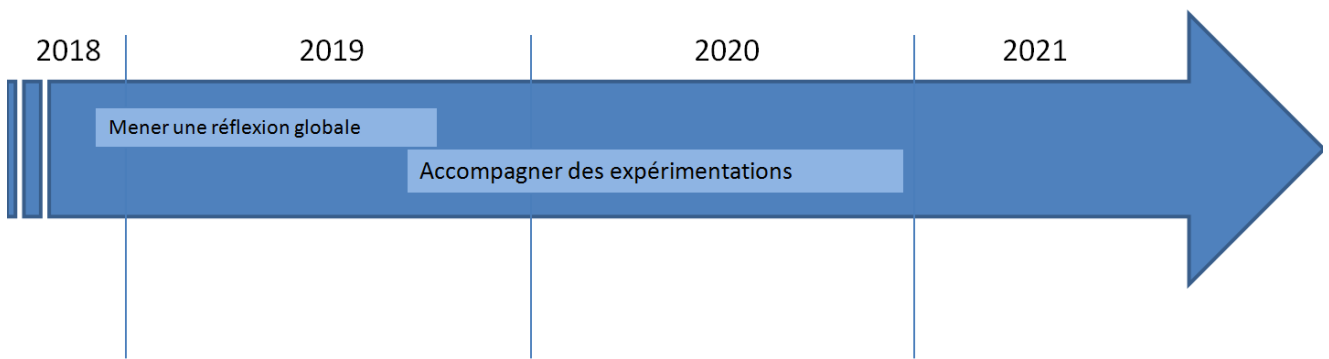 2018 2019 2020 2021
Mener une réflexion globale
Accompagner des expérimentations